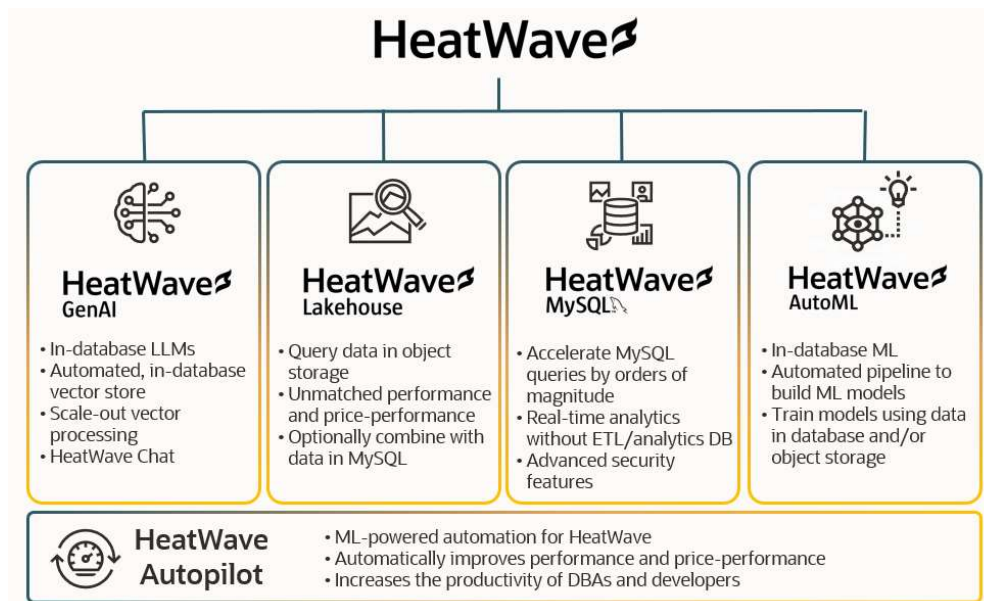 HeatWave
HeatWave
GenAI
• In-database LLMs
• Automated, in-database
vector store
• Scale-out vector
processing
• HeatWave Chat
HeatWave
Lakehouse
• Query data in object
storage
• Unmatched performance
and price-performance
• Optionally combine with
data in MySQL
HeatWave
MySQL
• Accelerate MySQL
queries by orders of
magnitude
• Real-time analytics
without ETL/analytics DB
• Advanced security
features
HeatWave
AutoML
• In-database ML
• Automated pipeline to
build ML models
• Train models using data
in database and/or
object storage
HeatWave
Autopilot
• ML-powered automation for HeatWave
• Automatically improves performance and price-performance
• Increases the productivity of DBAs and developers